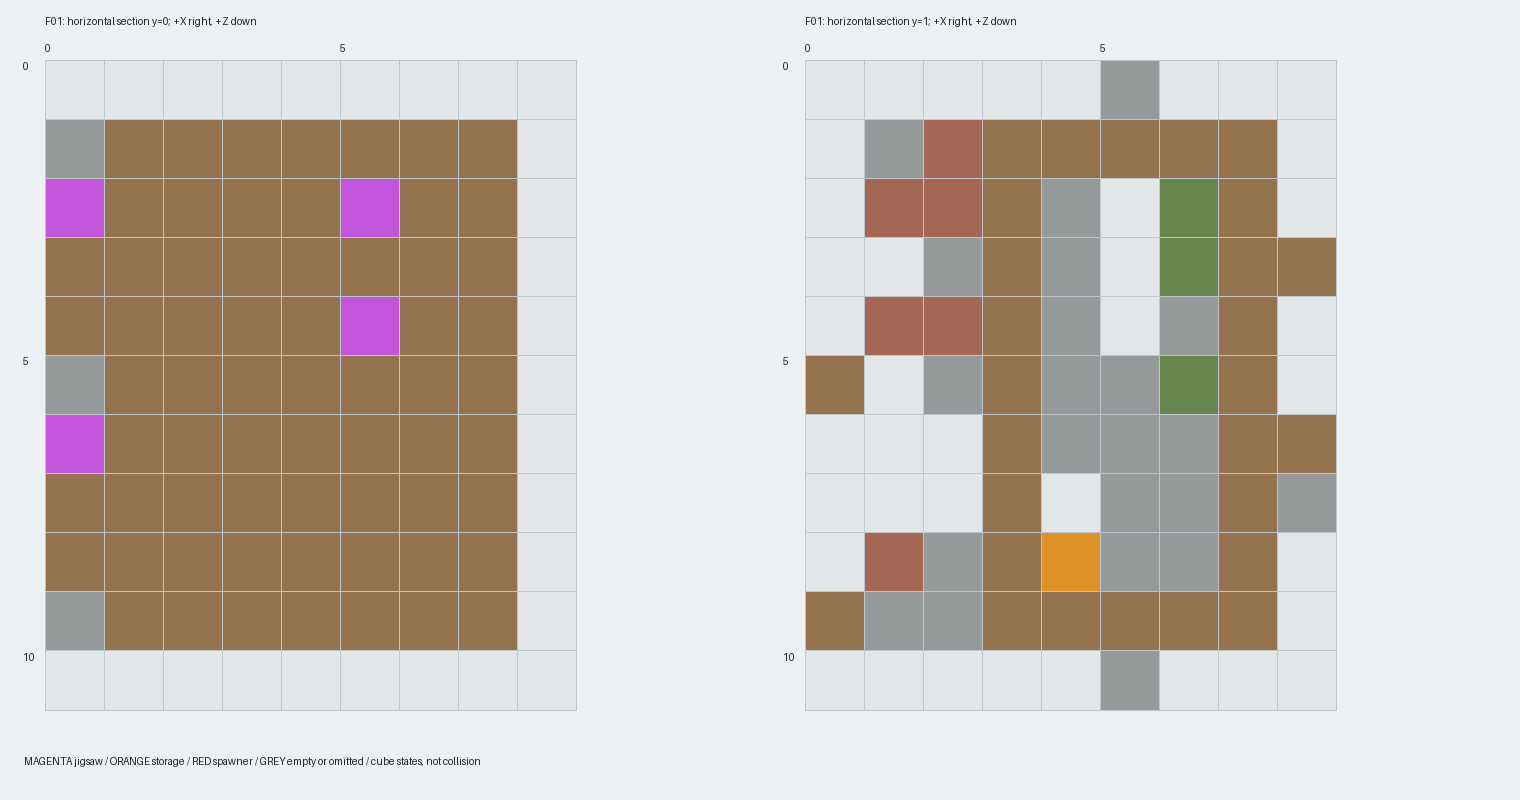 F01: horizontal section y=0; +X right, +Z down
F01: horizontal section y=1; +X right, +Z down
0 5
0 5
0
0
5
5
10
10
MAGENTA jigsaw / ORANGE storage / RED spawner / GREY empty or omitted / cube states, not collision